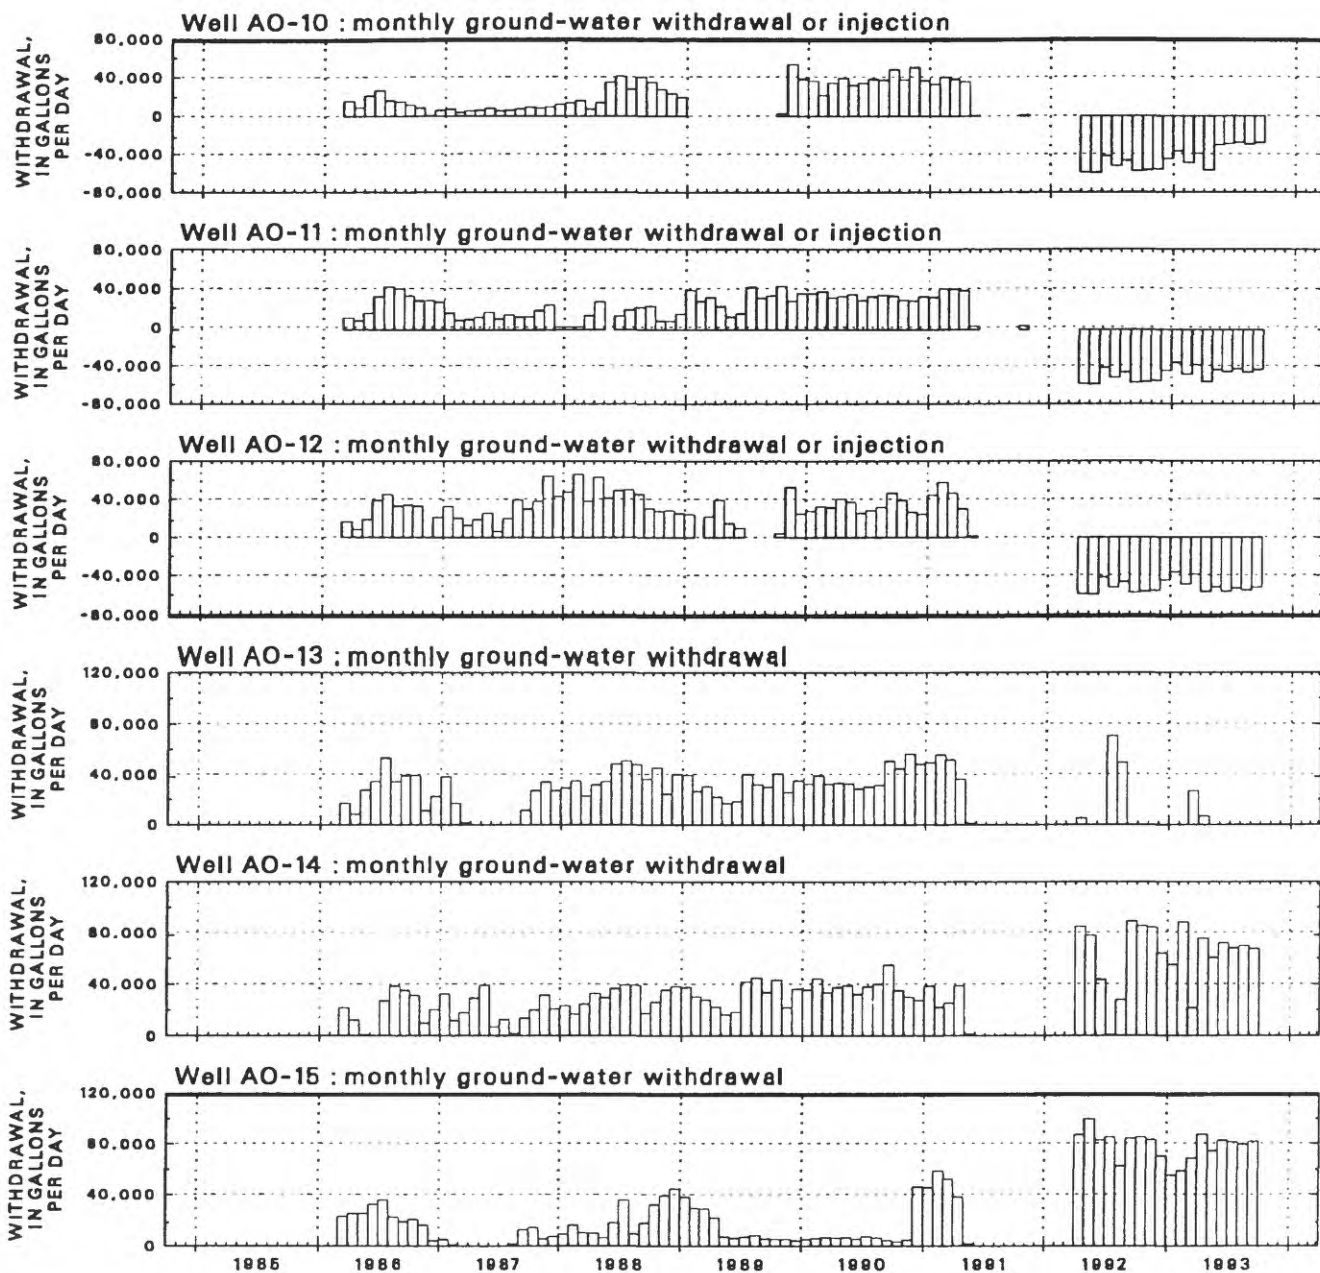 Well AO-10 : monthly ground-water withdrawal or injection
WITHDRAWAL,
IN GALLONS
PER DAY
80,000
40,000
0
-40,000
-80,000
Well AO-11 : monthly ground-water withdrawal or injection
WITHDRAWAL,
IN GALLONS
PER DAY
80,000
40,000
0
-40,000
-80,000
Well AO-12 : monthly ground-water withdrawal or injection
WITHDRAWAL,
IN GALLONS
PER DAY
80,000
40,000
0
-40,000
-80,000
Well AO-13 : monthly ground-water withdrawal
WITHDRAWAL,
IN GALLONS
PER DAY
120,000
80,000
40,000
0
Well AO-14 : monthly ground-water withdrawal
WITHDRAWAL,
IN GALLONS
PER DAY
120,000
80,000
40,000
0
Well AO-15 : monthly ground-water withdrawal
WITHDRAWAL,
IN GALLONS
PER DAY
120,000
80,000
40,000
0
1985 1986 1987 1988 1989 1990 1991 1992 1993